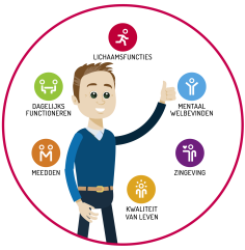 LICHAAMSFUNCTIES
DAGELIJKS
FUNCTIONEREN
MENTAAL
WELBEVINDEN
MEEDOEN
ZINGEVING
KWALITEIT
VAN LEVEN